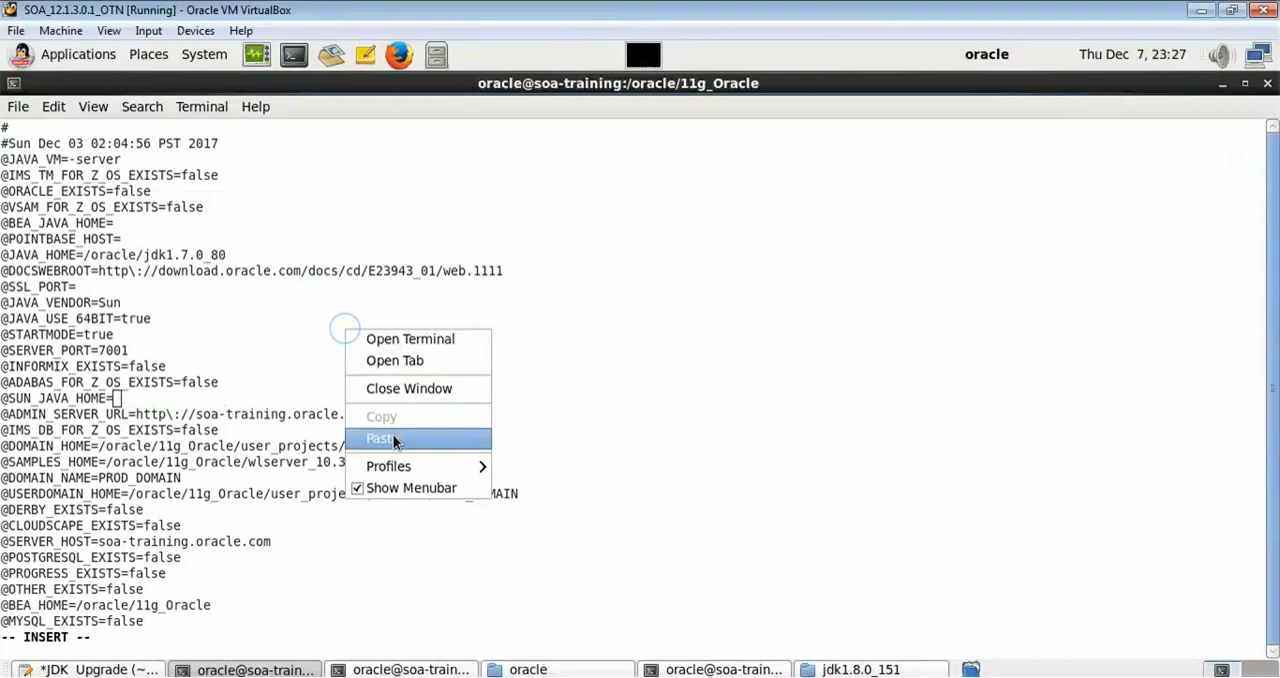 SOA_12.1.3.0.1_OTN [Running] - Oracle VM VirtualBox
File Machine View Input Devices Help
Applications Places System oracle Thu Dec 7, 23:27
oracle@soa-training:/oracle/11g_Oracle
File Edit View Search Terminal Help
#
#Sun Dec 03 02:04:56 PST 2017
@JAVA_VM=-server
@IMS_TM_FOR_Z_OS_EXISTS=false
@ORACLE_EXISTS=false
@VSAM_FOR_Z_OS_EXISTS=false
@BEA_JAVA_HOME=
@POINTBASE_HOST=
@JAVA_HOME=/oracle/jdk1.7.0_80
@DOCSWEBROOT=http\://download.oracle.com/docs/cd/E23943_01/web.1111
@SSL_PORT=
@JAVA_VENDOR=Sun
@JAVA_USE_64BIT=true
@STARTMODE=true
@SERVER_PORT=7001
@INFORMIX_EXISTS=false
@ADABAS_FOR_Z_OS_EXISTS=false
@SUN_JAVA_HOME=
@ADMIN_SERVER_URL=http\://soa-training.oracle.
@IMS_DB_FOR_Z_OS_EXISTS=false
@DOMAIN_HOME=/oracle/11g_Oracle/user_projects/
@SAMPLES_HOME=/oracle/11g_Oracle/wlserver_10.3
@DOMAIN_NAME=PROD_DOMAIN
@USERDOMAIN_HOME=/oracle/11g_Oracle/user_proje MAIN
@DERBY_EXISTS=false
@CLOUDSCAPE_EXISTS=false
@SERVER_HOST=soa-training.oracle.com
@POSTGRESQL_EXISTS=false
@PROGRESS_EXISTS=false
@OTHER_EXISTS=false
@BEA_HOME=/oracle/11g_Oracle
@MYSQL_EXISTS=false
-- INSERT --
Open Terminal
Open Tab
Close Window
Copy
Paste
Profiles
Show Menubar
*JDK Upgrade (~... oracle@soa-train... oracle@soa-train... oracle oracle@soa-train... jdk1.8.0_151